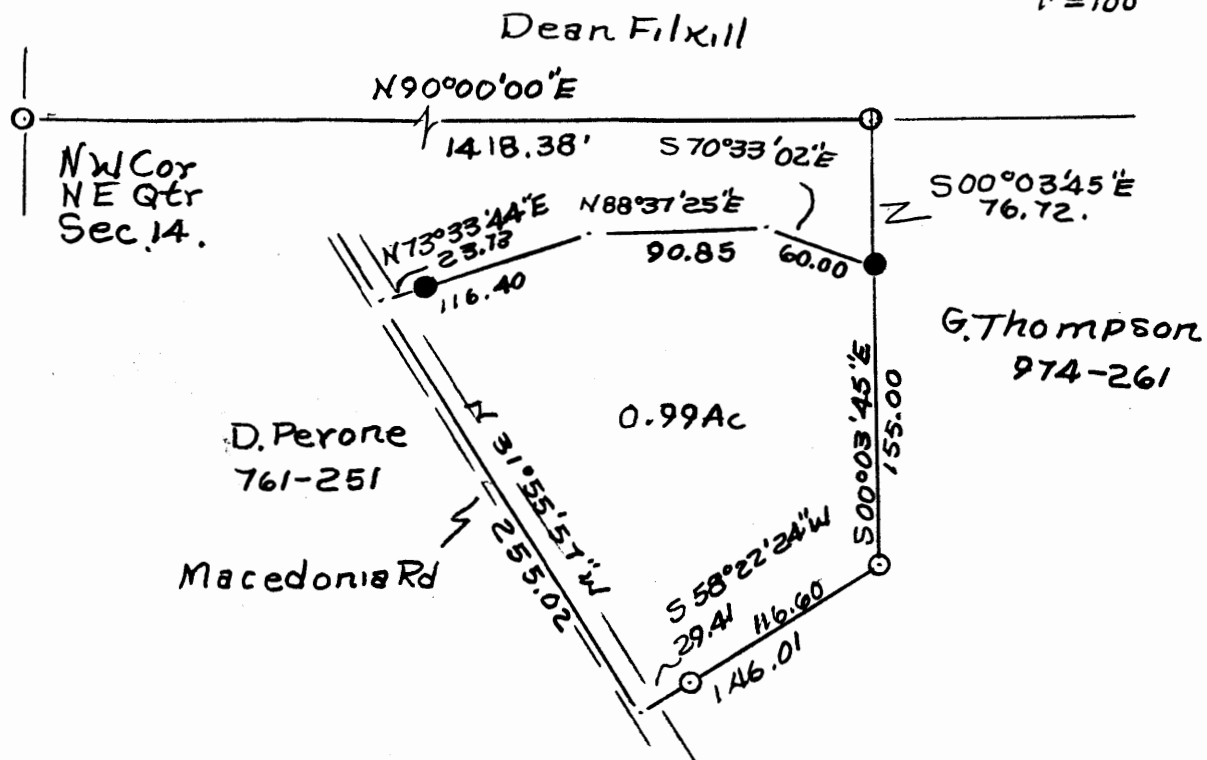 1"=100'
Dean Filkill
N90°00'00"E
1418.38'
NW Cor
NE Qtr
Sec.14.
S70°33'02"E
S00°03'45"E
76.72.
N73°33'44"E
23.73
116.40
N88°37'25"E
90.85
60.00
G.Thompson
974-261
0.99Ac
S00°03'45"E
155.00
D.Perone
761-251
N31°55'57"W
255.02
Macedonia Rd
S58°22'24"W
29.41
116.60
146.01